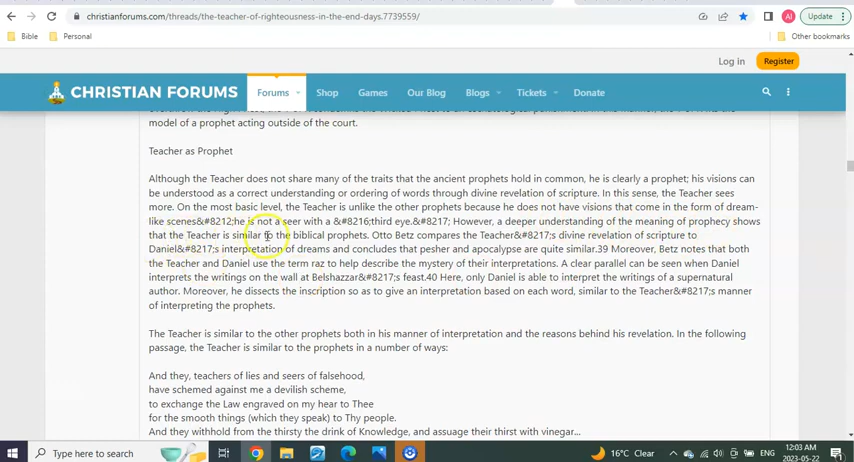 christianforums.com/threads/the-teacher-of-righteousness-in-the-end-days.7739559/
AI
Update
Bible
Personal
Other bookmarks
Log in
Register
CHRISTIAN FORUMS
Forums
Shop
Games
Our Blog
Blogs
Tickets
Donate
model of a prophet acting outside of the court.
Teacher as Prophet
Although the Teacher does not share many of the traits that the ancient prophets hold in common, he is clearly a prophet; his visions can
be understood as a correct understanding or ordering of words through divine revelation of scripture. In this sense, the Teacher sees
more. On the most basic level, the Teacher is unlike the other prophets because he does not have visions that come in the form of dream-
like scenes&#8212;he is not a seer with a &#8216;third eye.&#8217; However, a deeper understanding of the meaning of prophecy shows
that the Teacher is similar to the biblical prophets. Otto Betz compares the Teacher&#8217;s divine revelation of scripture to
Daniel&#8217;s interpretation of dreams and concludes that pesher and apocalypse are quite similar.39 Moreover, Betz notes that both
the Teacher and Daniel use the term raz to help describe the mystery of their interpretations. A clear parallel can be seen when Daniel
interprets the writings on the wall at Belshazzar&#8217;s feast.40 Here, only Daniel is able to interpret the writings of a supernatural
author. Moreover, he dissects the inscription so as to give an interpretation based on each word, similar to the Teacher&#8217;s manner
of interpreting the prophets.
The Teacher is similar to the other prophets both in his manner of interpretation and the reasons behind his revelation. In the following
passage, the Teacher is similar to the prophets in a number of ways:
And they, teachers of lies and seers of falsehood,
have schemed against me a devilish scheme,
to exchange the Law engraved on my hear to Thee
for the smooth things (which they speak) to Thy people.
And they withhold from the thirsty the drink of Knowledge, and assuage their thirst with vinegar...
Type here to search
16°C Clear
ENG
12:03 AM
2023-05-22